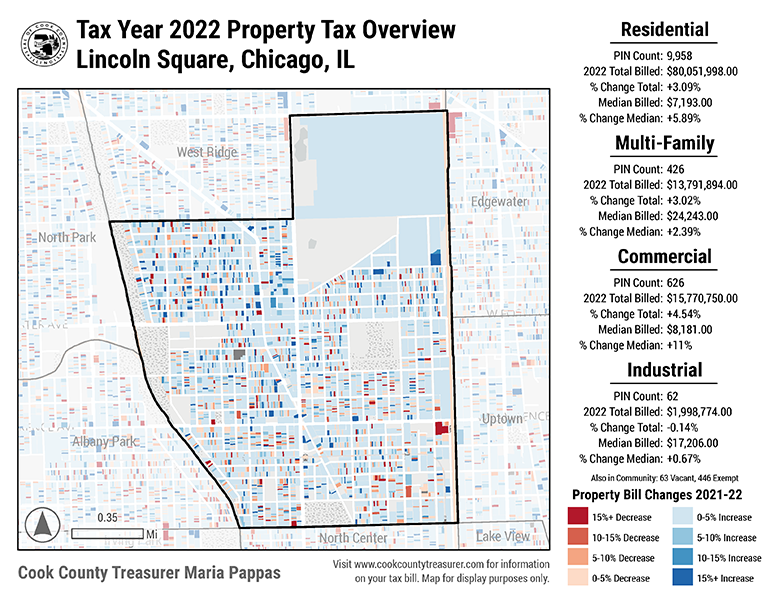 Tax Year 2022 Property Tax Overview
Lincoln Square, Chicago, IL
West Ridge
Edgewater
North Park
Uptown
Albany Park
North Center
Lake View
0.35
Mi
Cook County Treasurer Maria Pappas
Visit www.cookcountytreasurer.com for information
on your tax bill. Map for display purposes only.
Residential
PIN Count: 9,958
2022 Total Billed: $80,051,998.00
% Change Total: +3.09%
Median Billed: $7,193.00
% Change Median: +5.89%
Multi-Family
PIN Count: 426
2022 Total Billed: $13,791,894.00
% Change Total: +3.02%
Median Billed: $24,243.00
% Change Median: +2.39%
Commercial
PIN Count: 626
2022 Total Billed: $15,770,750.00
% Change Total: +4.54%
Median Billed: $8,181.00
% Change Median: +11%
Industrial
PIN Count: 62
2022 Total Billed: $1,998,774.00
% Change Total: -0.14%
Median Billed: $17,206.00
% Change Median: +0.67%
Also in Community: 63 Vacant, 446 Exempt
Property Bill Changes 2021-22
15%+ Decrease
10-15% Decrease
5-10% Decrease
0-5% Decrease
0-5% Increase
5-10% Increase
10-15% Increase
15%+ Increase